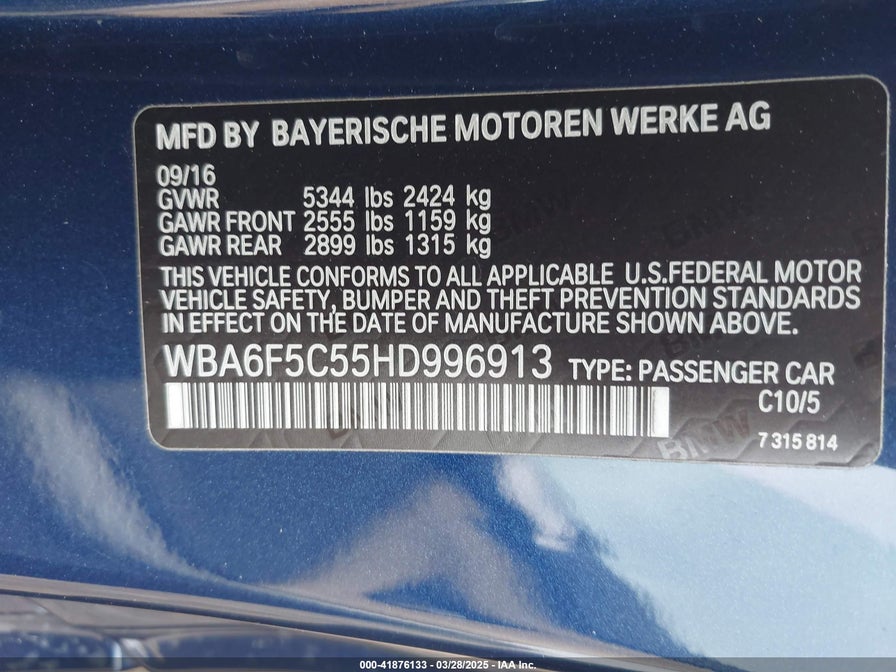 MFD BY BAYERISCHE MOTOREN WERKE AG
09/16
GVWR 5344 lbs 2424 kg
GAWR FRONT 2555 lbs 1159 kg
GAWR REAR 2899 lbs 1315 kg
THIS VEHICLE CONFORMS TO ALL APPLICABLE U.S.FEDERAL MOTOR
VEHICLE SAFETY, BUMPER AND THEFT PREVENTION STANDARDS
IN EFFECT ON THE DATE OF MANUFACTURE SHOWN ABOVE.
WBA6F5C55HD996913 TYPE: PASSENGER CAR
C10/5
7 315 814
BMW
000-41876133 - 03/28/2025 - IAA Inc.